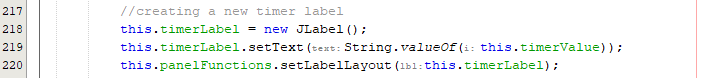 217 //creating a new timer label
218 this.timerLabel = new JLabel();
219 this.timerLabel.setText(text: String.valueOf(i: this.timerValue));
220 this.panelFunctions.setLabelLayout(lbl: this.timerLabel);